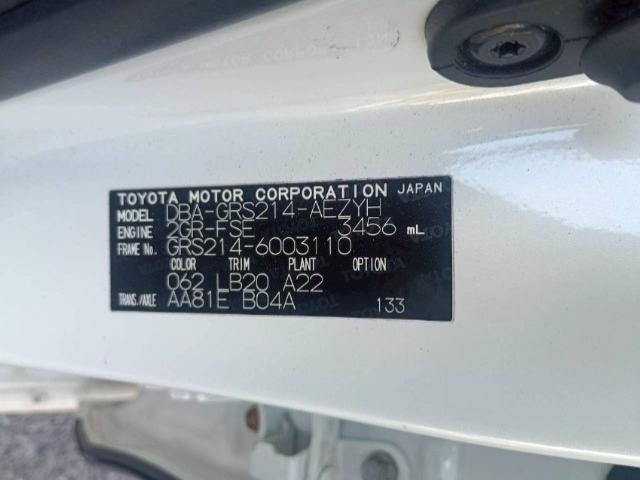 TOYOTA MOTOR CORPORATION JAPAN
MODEL DBA-GRS214-AEZYH
ENGINE 2GR-FSE 3456 mL
FRAME No. GRS214-6003110
COLOR TRIM PLANT OPTION
062 LB20 A22
TRANS./AXLE AA81E B04A 133